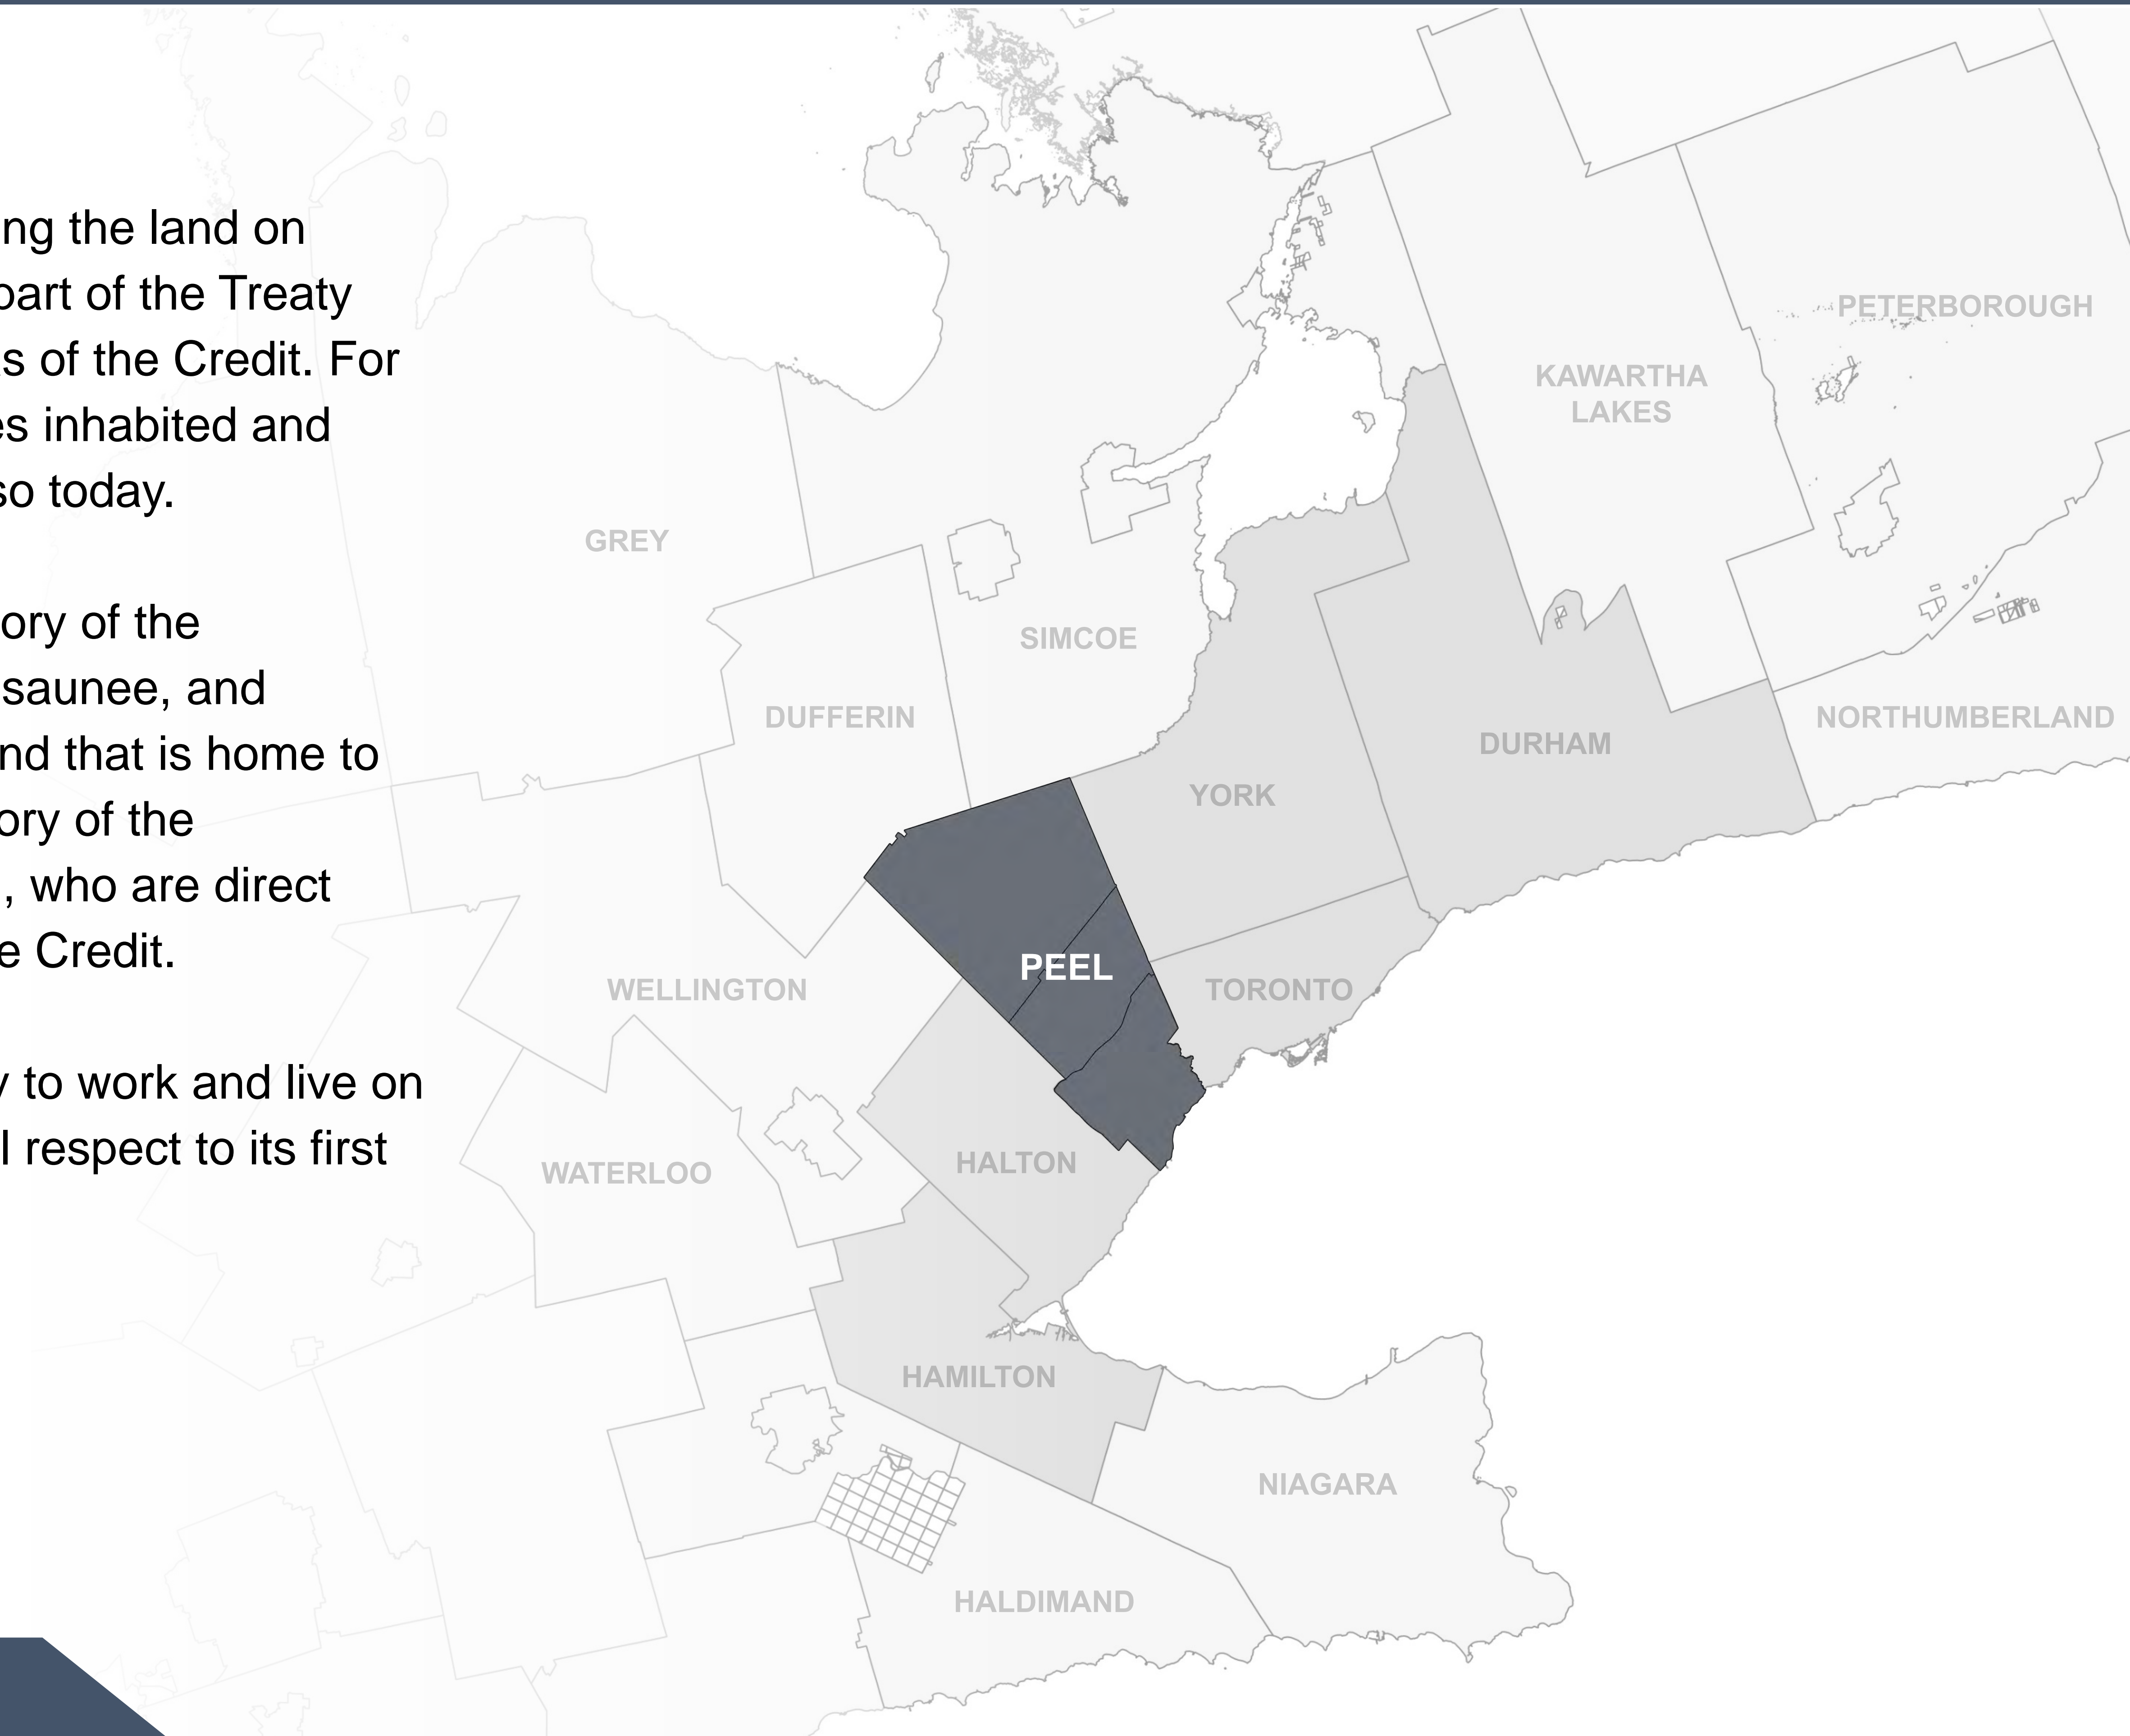 ing the land on
part of the Treaty
s of the Credit. For
es inhabited and
so today.
ory of the
saunee, and
nd that is home to
ory of the
, who are direct
e Credit.
y to work and live on
l respect to its first
PETERBOROUGH
KAWARTHA
LAKES
GREY
SIMCOE
DUFFERIN
NORTHUMBERLAND
DURHAM
YORK
PEEL
WELLINGTON
TORONTO
HALTON
WATERLOO
HAMILTON
NIAGARA
HALDIMAND